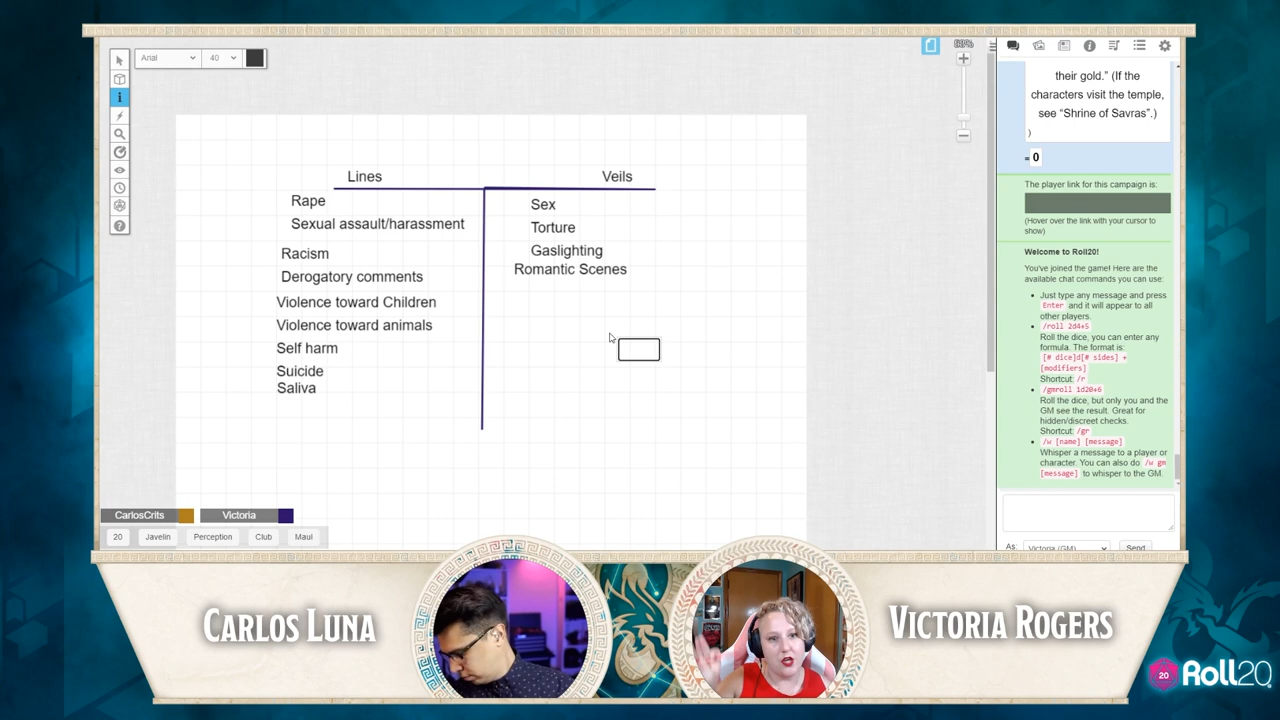 Arial
40
60%
Lines
Veils
Rape
Sexual assault/harassment
Racism
Derogatory comments
Violence toward Children
Violence toward animals
Self harm
Suicide
Saliva
Sex
Torture
Gaslighting
Romantic Scenes
CarlosCrits
Victoria
20
Javelin
Perception
Club
Maul
their gold.” (If the
characters visit the temple,
see “Shrine of Savras”.)
)
= 0
The player link for this campaign is:
(Hover over the link with your cursor to
show)
Welcome to Roll20!
You've joined the game! Here are the
available chat commands you can use:
Just type any message and press
Enter and it will appear to all
other players.
/roll 2d4+5
Roll the dice, you can enter any
formula. The format is:
[# dice]d[# sides] +
[modifiers]
Shortcut: /r
/gmroll 1d20+6
Roll the dice, but only you and the
GM see the result. Great for
hidden/discreet checks.
Shortcut: /gr
/w [name] [message]
Whisper a message to a player or
character. You can also do /w gm
[message] to whisper to the GM.
As:
Victoria (GM)
Send
Carlos Luna
Victoria Rogers
20
Roll20